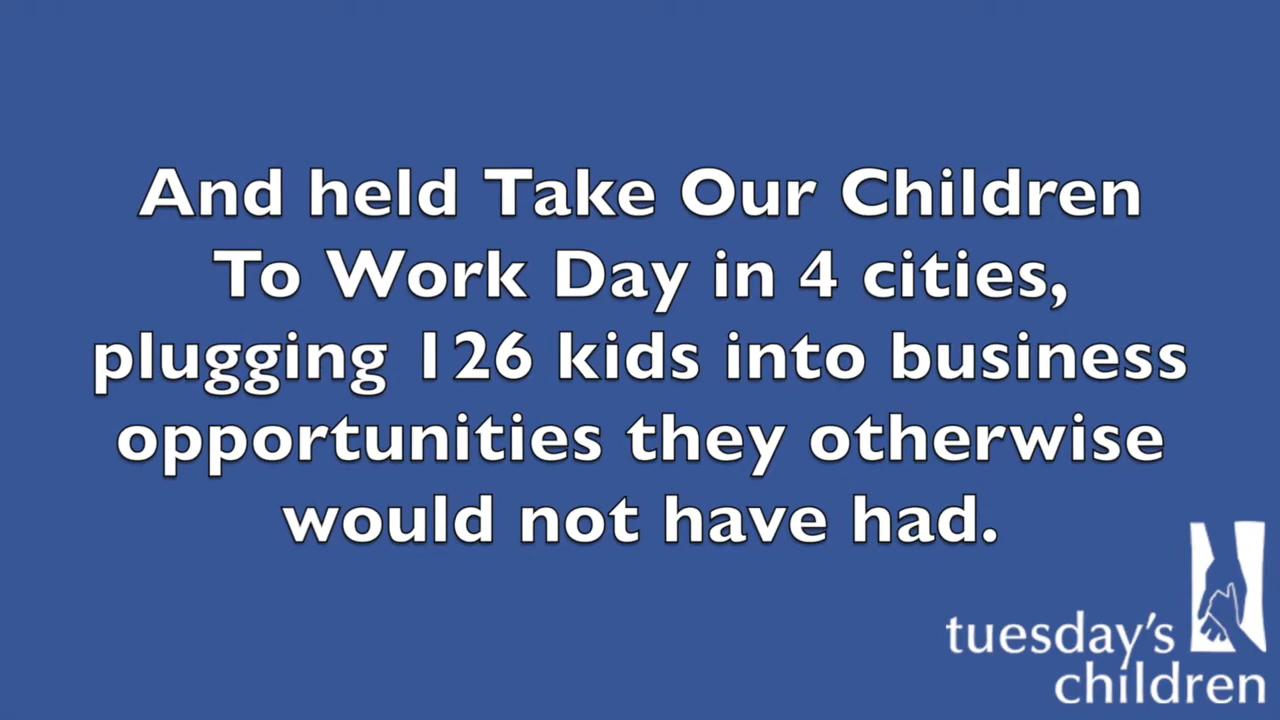 And held Take Our Children
To Work Day in 4 cities,
plugging 126 kids into business
opportunities they otherwise
would not have had.
tuesday's
children